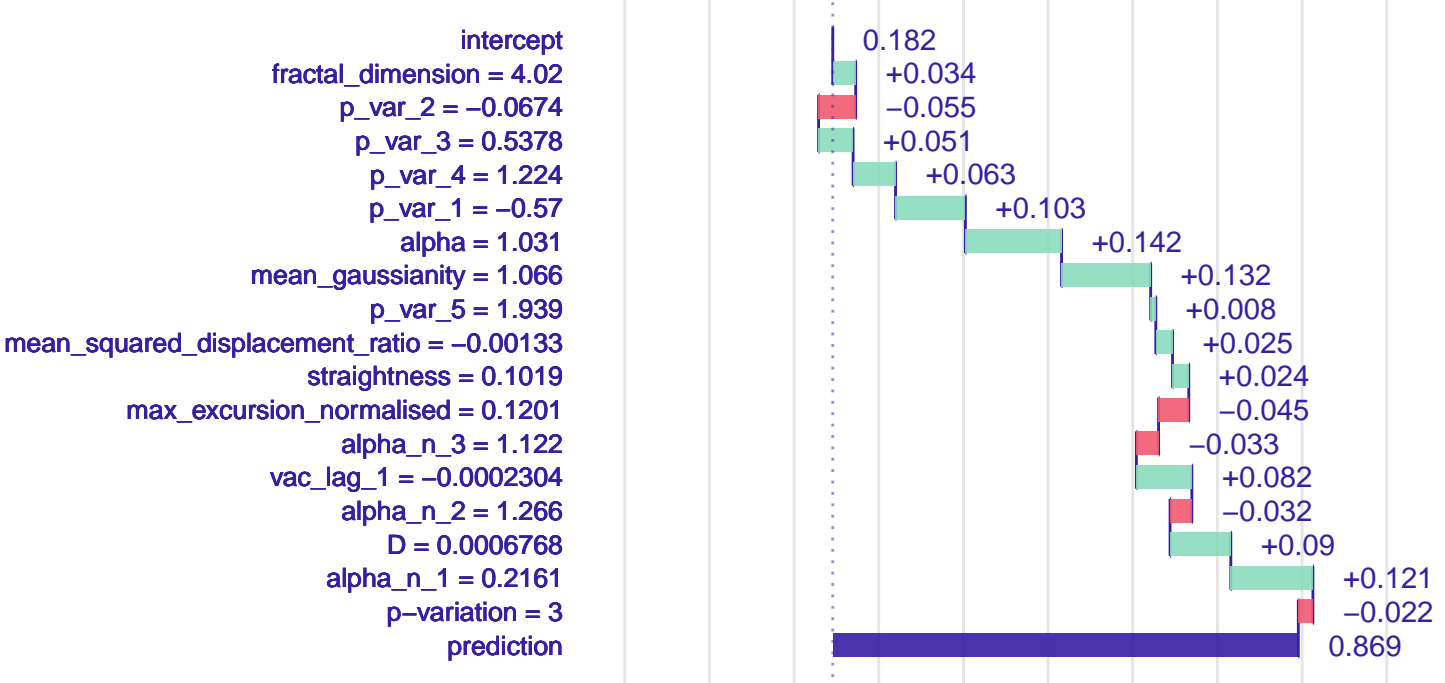 intercept 0.182
fractal_dimension = 4.02 +0.034
p_var_2 = −0.0674 −0.055
p_var_3 = 0.5378 +0.051
p_var_4 = 1.224 +0.063
p_var_1 = −0.57 +0.103
alpha = 1.031 +0.142
mean_gaussianity = 1.066 +0.132
p_var_5 = 1.939 +0.008
mean_squared_displacement_ratio = −0.00133 +0.025
straightness = 0.1019 +0.024
max_excursion_normalised = 0.1201 −0.045
alpha_n_3 = 1.122 −0.033
vac_lag_1 = −0.0002304 +0.082
alpha_n_2 = 1.266 −0.032
D = 0.0006768 +0.09
alpha_n_1 = 0.2161 +0.121
p−variation = 3 −0.022
prediction 0.869